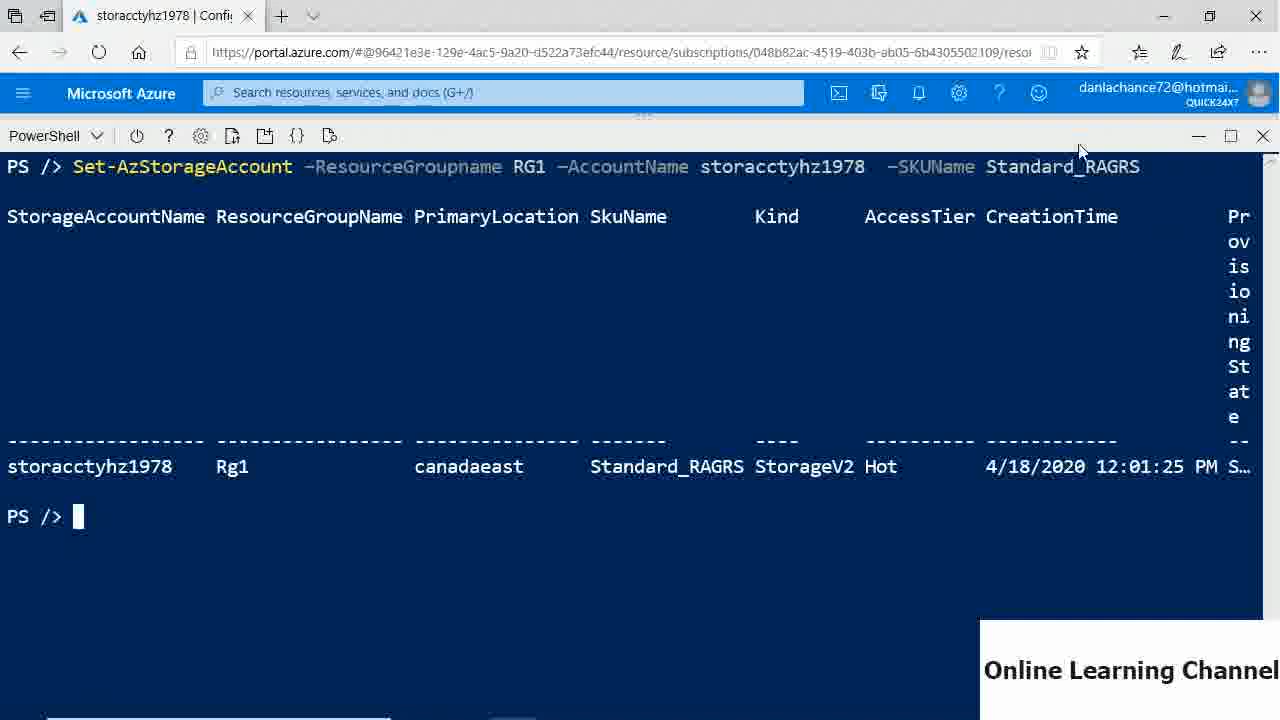 storacctyhz1978 | Config
https://portal.azure.com/#@96421e3e-129e-4ac5-9a20-d522a73efc44/resource/subscriptions/048b82ac-4519-403b-ab05-6b4305502109/resou
Microsoft Azure
Search resources, services, and docs (G+/)
danlachance72@hotmai...
QUICK24X7
PowerShell
PS /> Set-AzStorageAccount -ResourceGroupname RG1 -AccountName storacctyhz1978 -SKUName Standard_RAGRS
StorageAccountName ResourceGroupName PrimaryLocation SkuName Kind AccessTier CreationTime Pr
ov
is
io
ni
ng
St
at
e
------------------ ----------------- --------------- ------- ---- ---------- ------------ --
storacctyhz1978 Rg1 canadaeast Standard_RAGRS StorageV2 Hot 4/18/2020 12:01:25 PM S…
PS />
Online Learning Channel